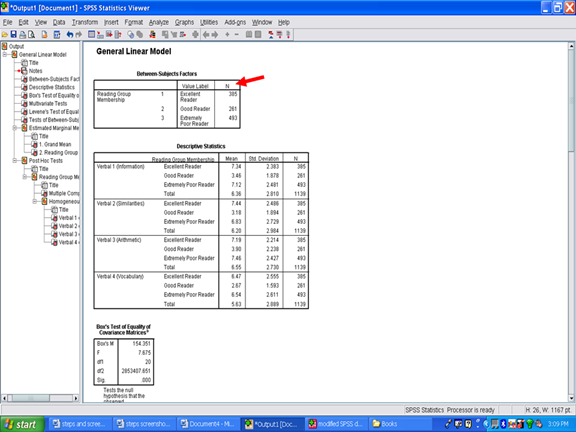 *Output1 [Document1] - SPSS Statistics Viewer
File Edit View Data Transform Insert Format Analyze Graphs Utilities Add-ons Window Help
Output
General Linear Model
Title
Notes
Between-Subjects Fact
Descriptive Statistics
Box's Test of Equality o
Multivariate Tests
Levene's Test of Equal
Tests of Between-Subj
Estimated Marginal Me
Title
1. Grand Mean
2. Reading Group
Post Hoc Tests
Title
Reading Group Me
Title
Multiple Comp
Homogeneous
Title
Verbal 1
Verbal 2
Verbal 3
Verbal 4
General Linear Model
Between-Subjects Factors
Value Label N
Reading Group Membership 1 Excellent Reader 385
2 Good Reader 261
3 Extremely Poor Reader 493
Descriptive Statistics
Reading Group Membership Mean Std. Deviation N
Verbal 1 (Information) Excellent Reader 7.34 2.383 385
Good Reader 3.46 1.878 261
Extremely Poor Reader 7.12 2.481 493
Total 6.36 2.810 1139
Verbal 2 (Similarities) Excellent Reader 7.44 2.486 385
Good Reader 3.18 1.894 261
Extremely Poor Reader 6.83 2.729 493
Total 6.20 2.984 1139
Verbal 3 (Arithmetic) Excellent Reader 7.19 2.214 385
Good Reader 3.90 2.238 261
Extremely Poor Reader 7.46 2.427 493
Total 6.55 2.730 1139
Verbal 4 (Vocabulary) Excellent Reader 6.47 2.555 385
Good Reader 2.67 1.593 261
Extremely Poor Reader 6.54 2.611 493
Total 5.63 2.889 1139
Box's Test of Equality of
Covariance Matrices
Box's M 154.351
F 7.675
df1 20
df2 2853407.651
Sig. .000
Tests the null
hypothesis that the
observed
SPSS Statistics Processor is ready H: 26, W: 1167 pt.
start steps and scree... steps screensho... Document4 - Mi... *Output1 [Docu... modified SPSS d... Books 3:09 PM